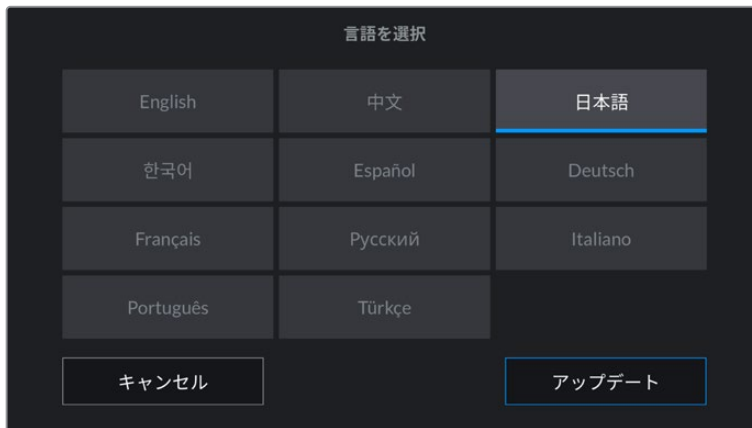 言語を選択
English 中文 日本語
한국어 Español Deutsch
Français Русский Italiano
Português Türkçe
キャンセル アップデート